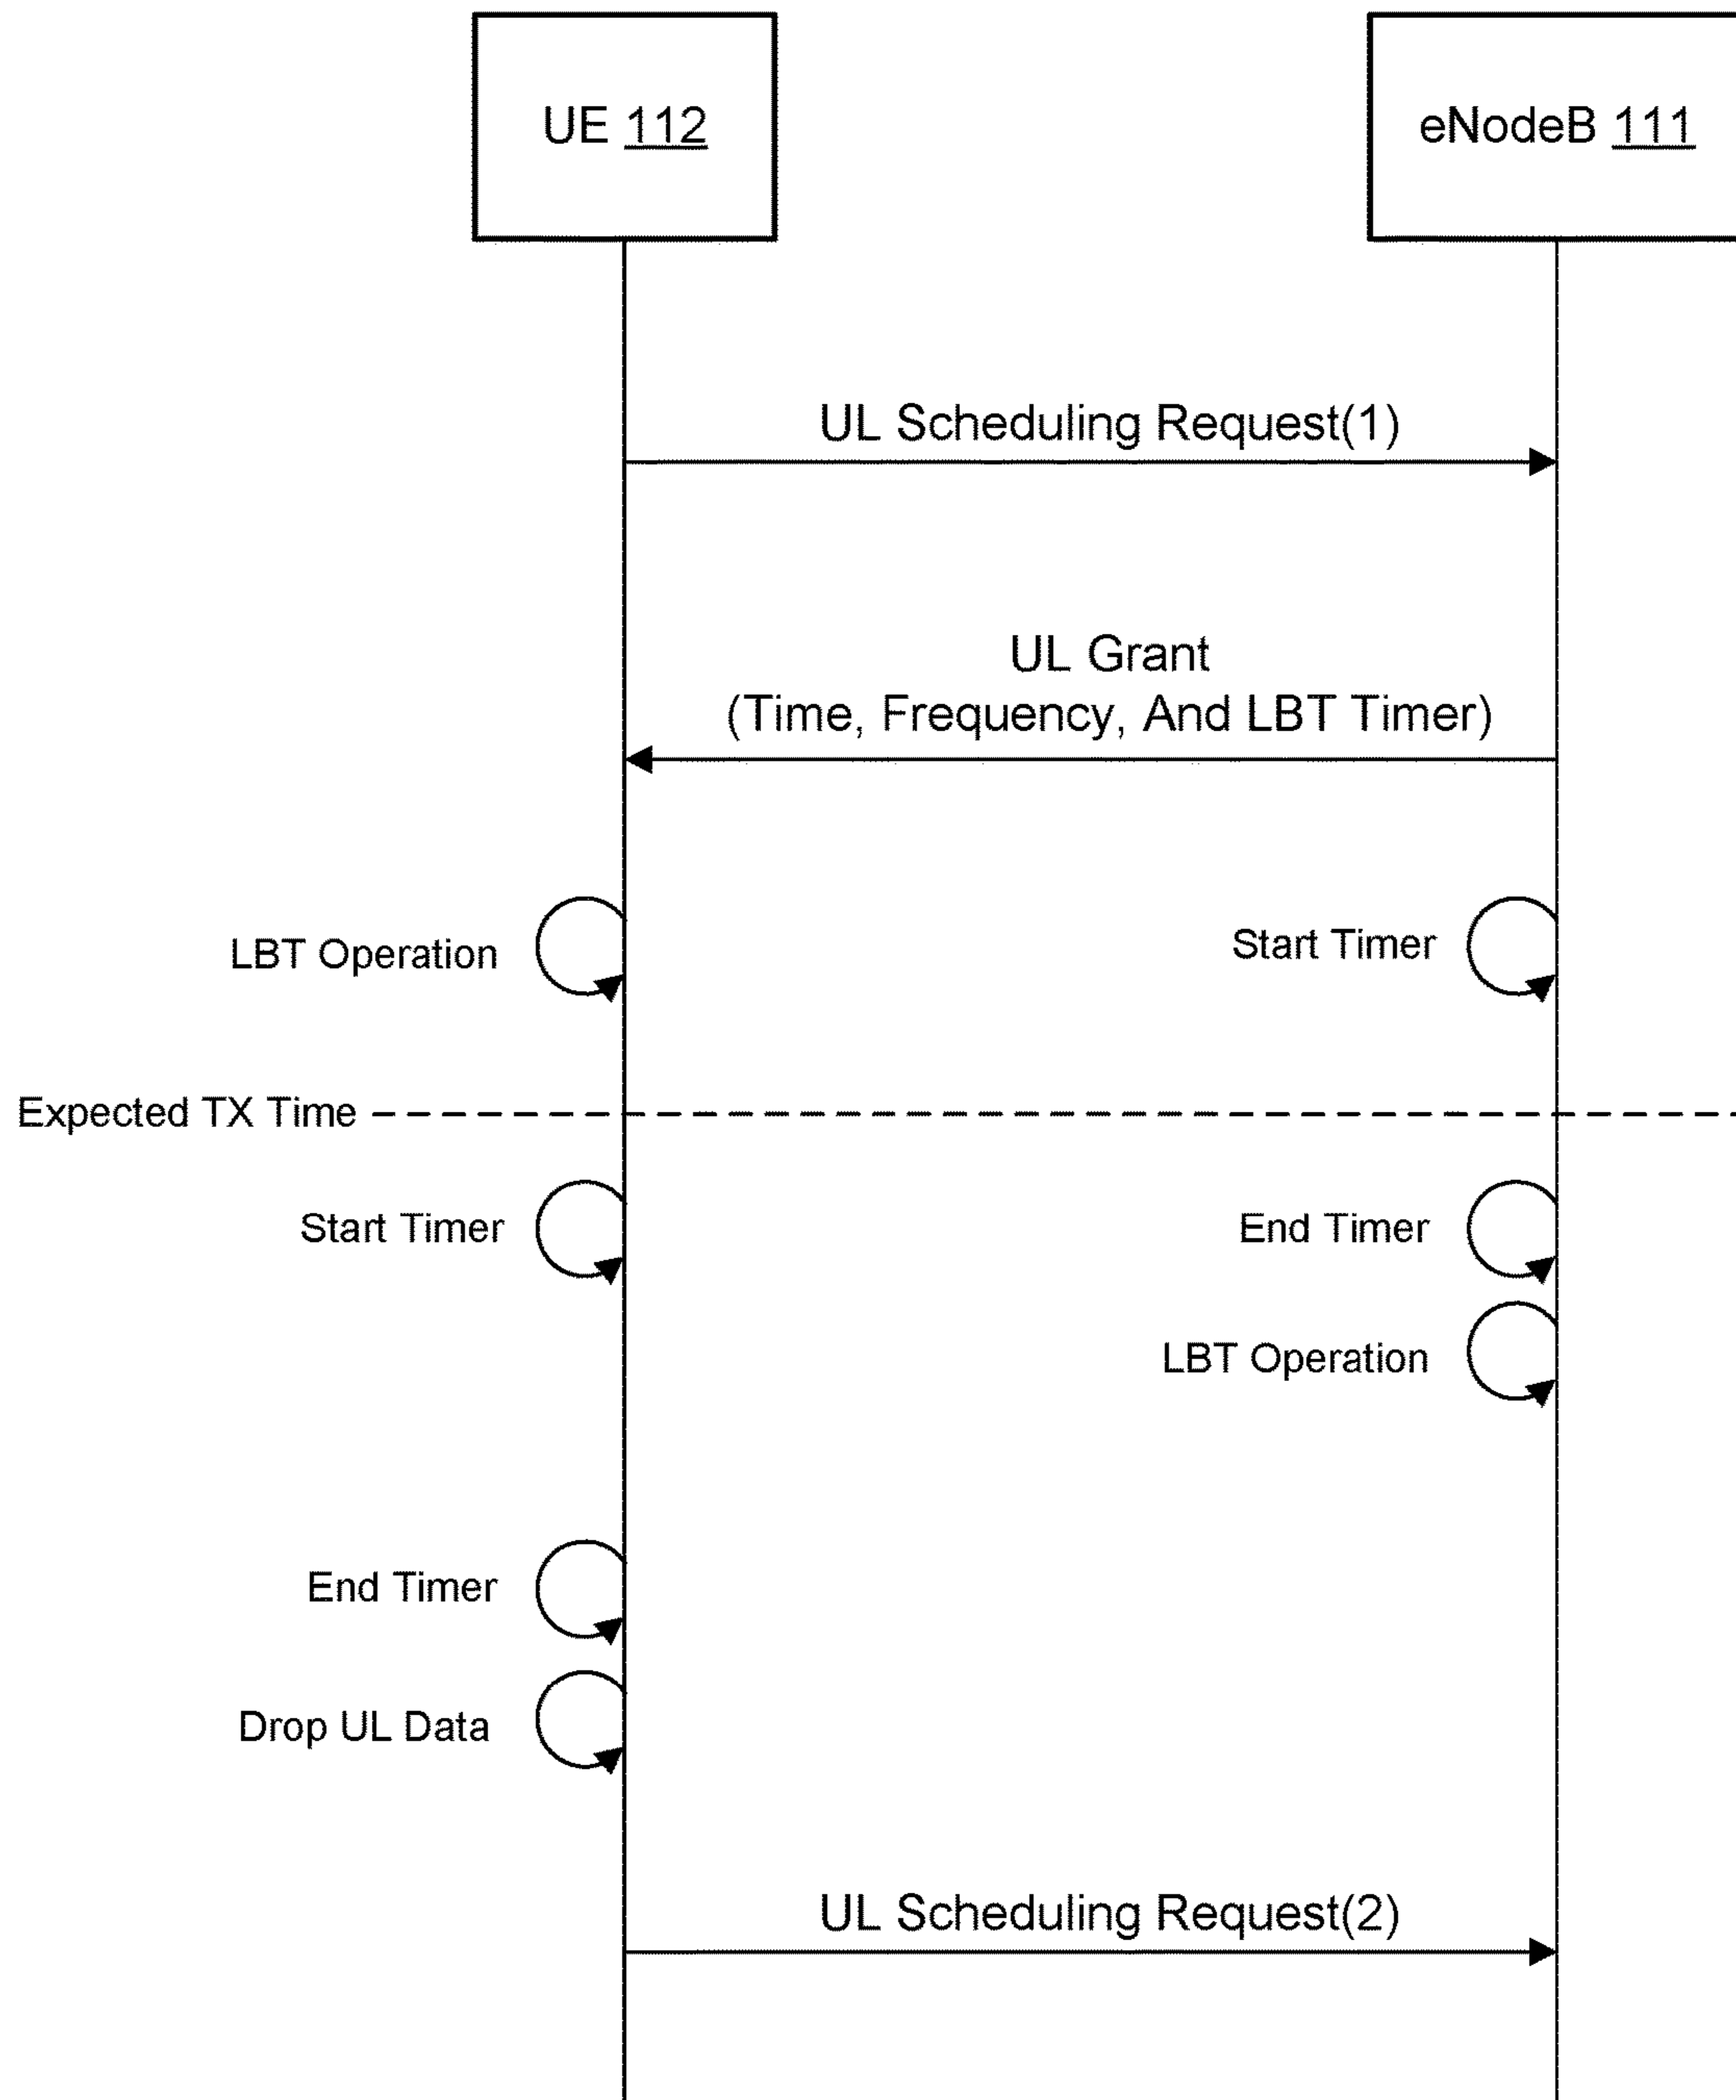 UE 112
eNodeB 111
UL Scheduling Request(1)
UL Grant
(Time, Frequency, And LBT Timer)
LBT Operation
Start Timer
Expected TX Time
Start Timer
End Timer
LBT Operation
End Timer
Drop UL Data
UL Scheduling Request(2)